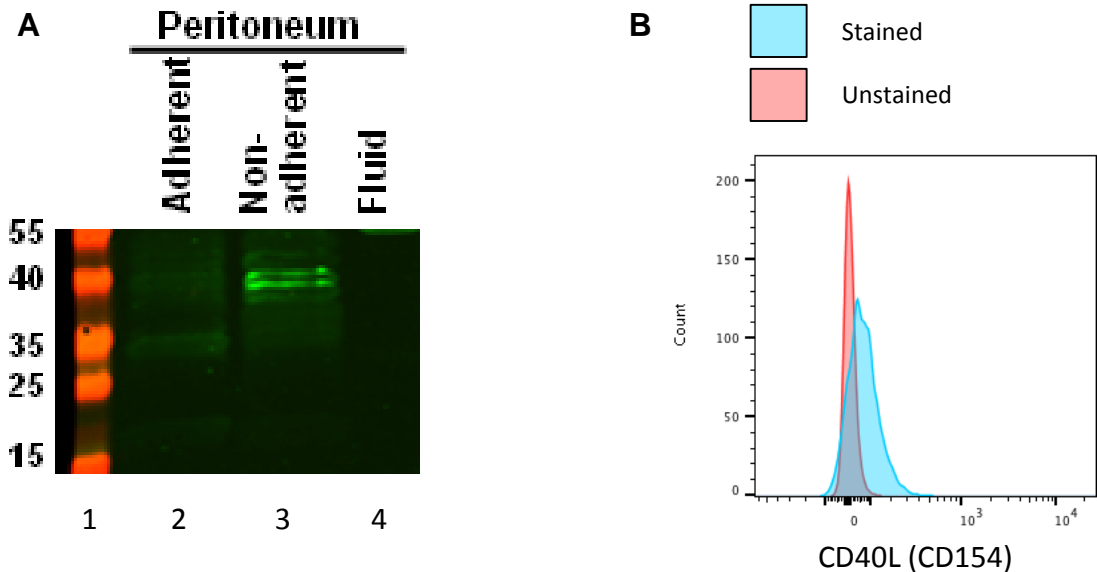 A
Peritoneum
Adherent
Non-
adherent
Fluid
55
40
35
25
15
1 2 3 4
B
Stained
Unstained
200
150
100
50
0
Count
0 10³ 10⁴
CD40L (CD154)